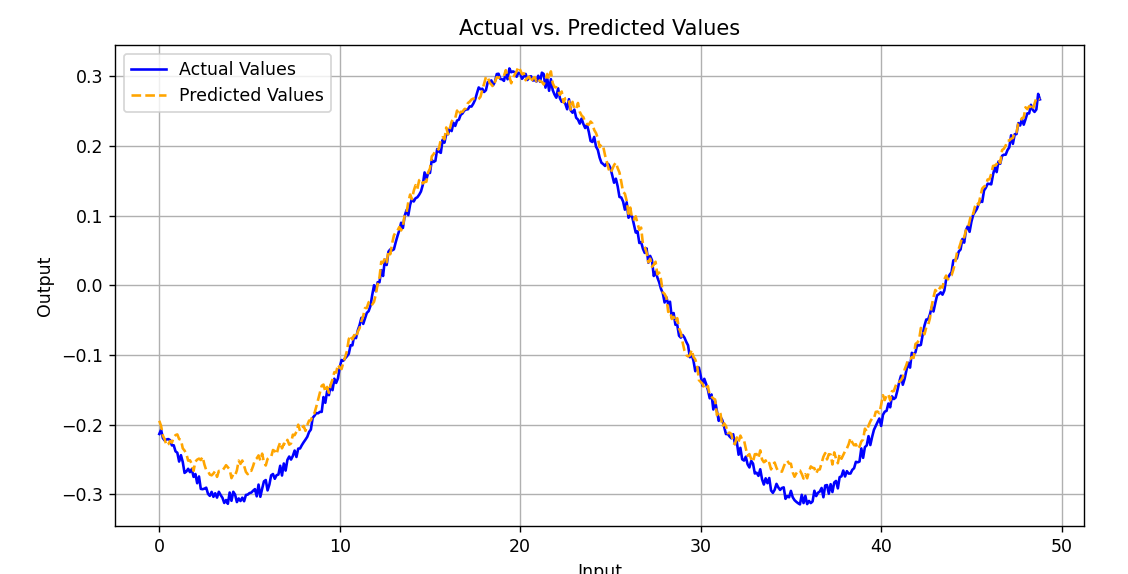 Actual vs. Predicted Values
Actual Values
Predicted Values
Output
0.3
0.2
0.1
0.0
−0.1
−0.2
−0.3
0 10 20 30 40 50
Input